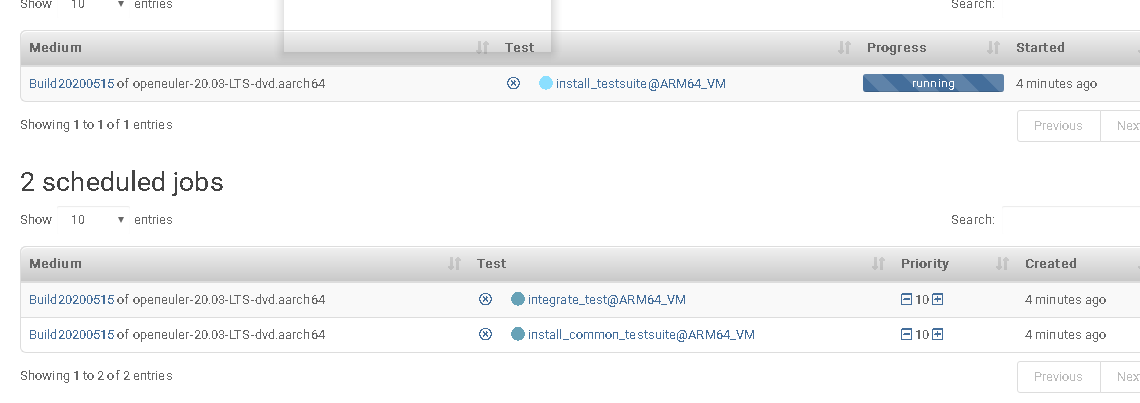 Show 10 ▼ entries Search:
Medium Test Progress Started
Build20200515 of openeuler-20.03-LTS-dvd.aarch64 install_testsuite@ARM64_VM running 4 minutes ago
Showing 1 to 1 of 1 entries Previous Nex
2 scheduled jobs
Show 10 ▼ entries Search:
Medium Test Priority Created
Build20200515 of openeuler-20.03-LTS-dvd.aarch64 integrate_test@ARM64_VM 10 4 minutes ago
Build20200515 of openeuler-20.03-LTS-dvd.aarch64 install_common_testsuite@ARM64_VM 10 4 minutes ago
Showing 1 to 2 of 2 entries Previous Nex